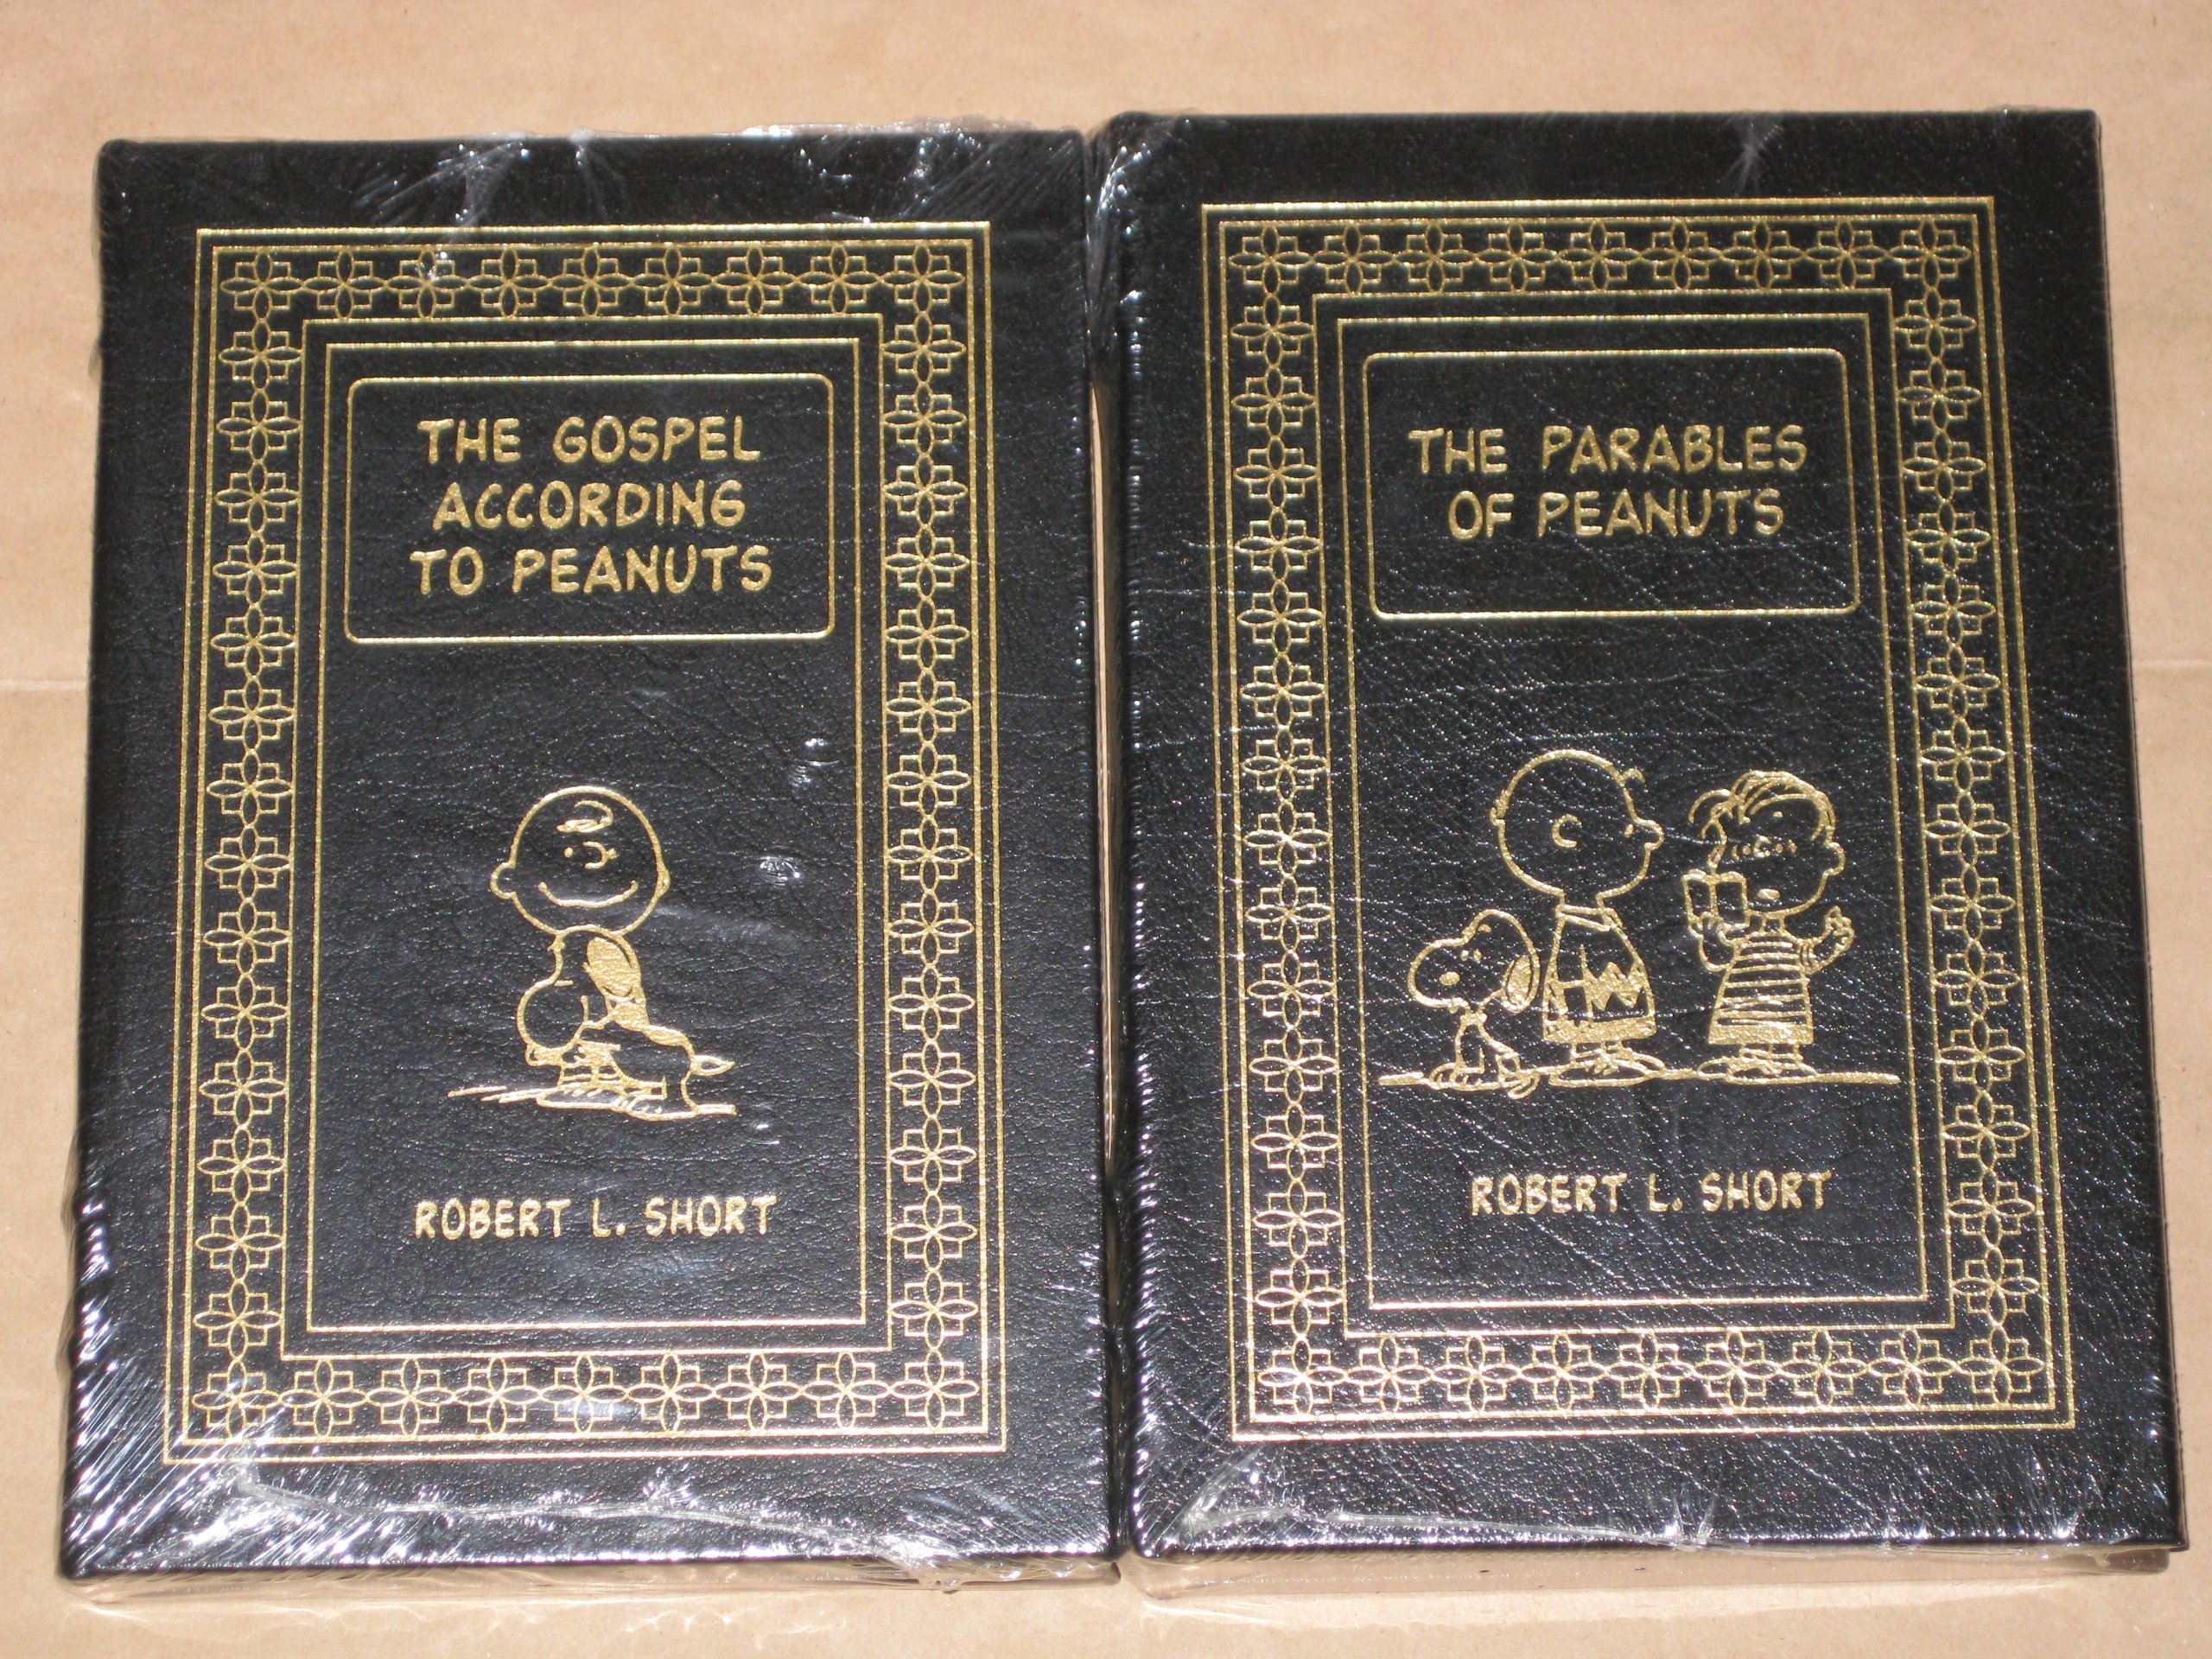 THE GOSPEL
ACCORDING
TO PEANUTS
ROBERT L. SHORT
THE PARABLES
OF PEANUTS
ROBERT L. SHORT